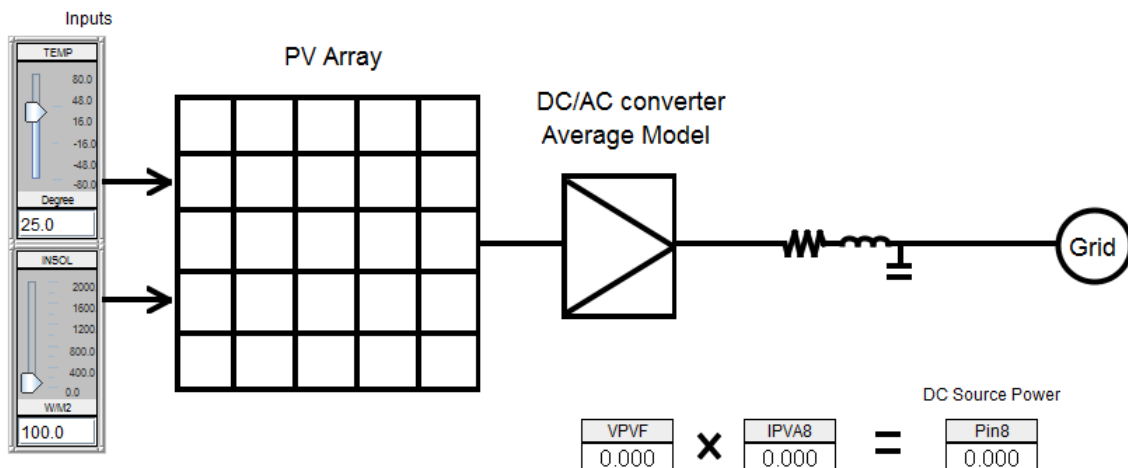 Inputs
TEMP
80.0
48.0
16.0
-16.0
-48.0
-80.0
Degree
25.0
INSOL
2000
1600
1200
800.0
400.0
0.0
W/M2
100.0
PV Array
DC/AC converter
Average Model
Grid
DC Source Power
VPVF
0.000
×
IPVA8
0.000
=
Pin8
0.000